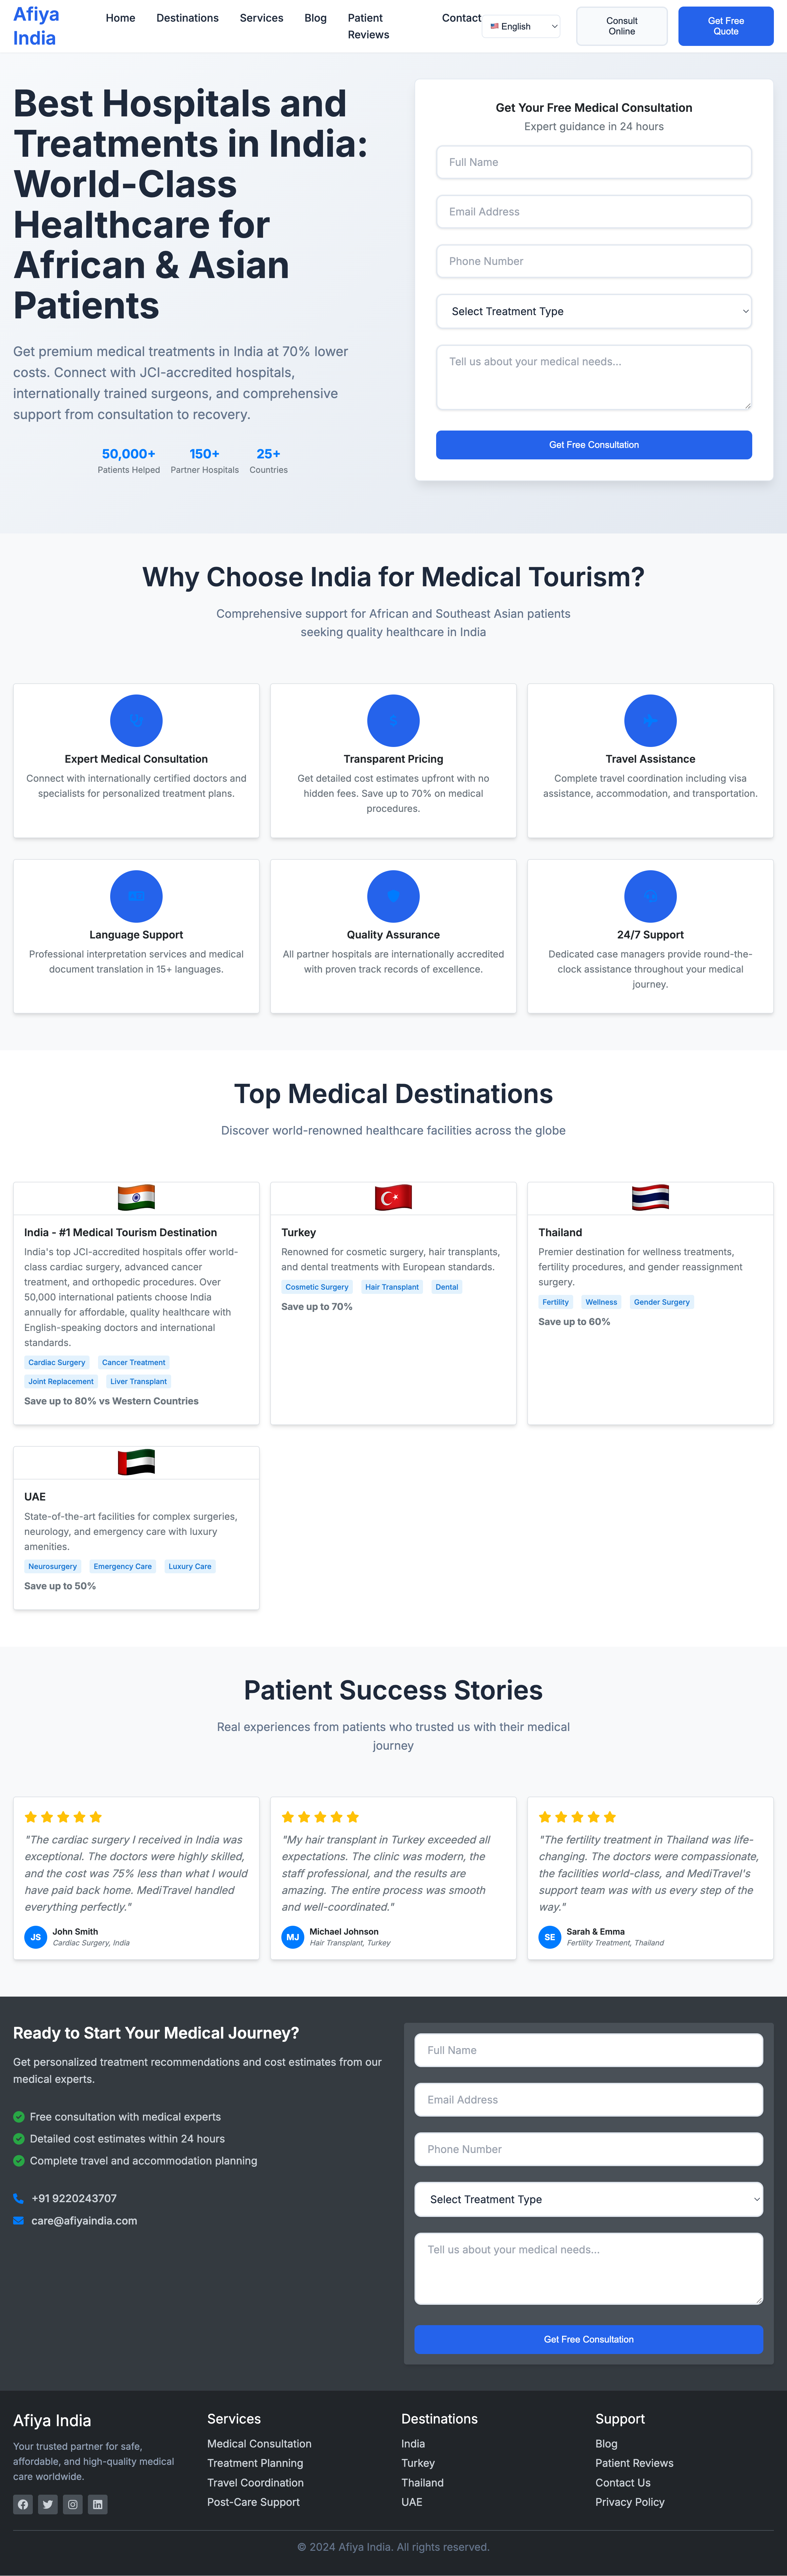 Afiya
India
Home
Destinations
Services
Blog
Patient
Reviews
Contact
English
Consult
Online
Get Free
Quote
Best Hospitals and
Treatments in India:
World-Class
Healthcare for
African & Asian
Patients
Get premium medical treatments in India at 70% lower
costs. Connect with JCI-accredited hospitals,
internationally trained surgeons, and comprehensive
support from consultation to recovery.
50,000+
Patients Helped
150+
Partner Hospitals
25+
Countries
Get Your Free Medical Consultation
Expert guidance in 24 hours
Full Name
Email Address
Phone Number
Select Treatment Type
Tell us about your medical needs...
Get Free Consultation
Why Choose India for Medical Tourism?
Comprehensive support for African and Southeast Asian patients
seeking quality healthcare in India
Expert Medical Consultation
Connect with internationally certified doctors and
specialists for personalized treatment plans.
Transparent Pricing
Get detailed cost estimates upfront with no
hidden fees. Save up to 70% on medical
procedures.
Travel Assistance
Complete travel coordination including visa
assistance, accommodation, and transportation.
Language Support
Professional interpretation services and medical
document translation in 15+ languages.
Quality Assurance
All partner hospitals are internationally accredited
with proven track records of excellence.
24/7 Support
Dedicated case managers provide round-the-
clock assistance throughout your medical
journey.
Top Medical Destinations
Discover world-renowned healthcare facilities across the globe
India - #1 Medical Tourism Destination
India's top JCI-accredited hospitals offer world-
class cardiac surgery, advanced cancer
treatment, and orthopedic procedures. Over
50,000 international patients choose India
annually for affordable, quality healthcare with
English-speaking doctors and international
standards.
Cardiac Surgery
Cancer Treatment
Joint Replacement
Liver Transplant
Save up to 80% vs Western Countries
Turkey
Renowned for cosmetic surgery, hair transplants,
and dental treatments with European standards.
Cosmetic Surgery
Hair Transplant
Dental
Save up to 70%
Thailand
Premier destination for wellness treatments,
fertility procedures, and gender reassignment
surgery.
Fertility
Wellness
Gender Surgery
Save up to 60%
UAE
State-of-the-art facilities for complex surgeries,
neurology, and emergency care with luxury
amenities.
Neurosurgery
Emergency Care
Luxury Care
Save up to 50%
Patient Success Stories
Real experiences from patients who trusted us with their medical
journey
"The cardiac surgery I received in India was
exceptional. The doctors were highly skilled,
and the cost was 75% less than what I would
have paid back home. MediTravel handled
everything perfectly."
JS
John Smith
Cardiac Surgery, India
"My hair transplant in Turkey exceeded all
expectations. The clinic was modern, the
staff professional, and the results are
amazing. The entire process was smooth
and well-coordinated."
MJ
Michael Johnson
Hair Transplant, Turkey
"The fertility treatment in Thailand was life-
changing. The doctors were compassionate,
the facilities world-class, and MediTravel's
support team was with us every step of the
way."
SE
Sarah & Emma
Fertility Treatment, Thailand
Ready to Start Your Medical Journey?
Get personalized treatment recommendations and cost estimates from our
medical experts.
Free consultation with medical experts
Detailed cost estimates within 24 hours
Complete travel and accommodation planning
+91 9220243707
care@afiyaindia.com
Full Name
Email Address
Phone Number
Select Treatment Type
Tell us about your medical needs...
Get Free Consultation
Afiya India
Your trusted partner for safe,
affordable, and high-quality medical
care worldwide.
Services
Medical Consultation
Treatment Planning
Travel Coordination
Post-Care Support
Destinations
India
Turkey
Thailand
UAE
Support
Blog
Patient Reviews
Contact Us
Privacy Policy
© 2024 Afiya India. All rights reserved.